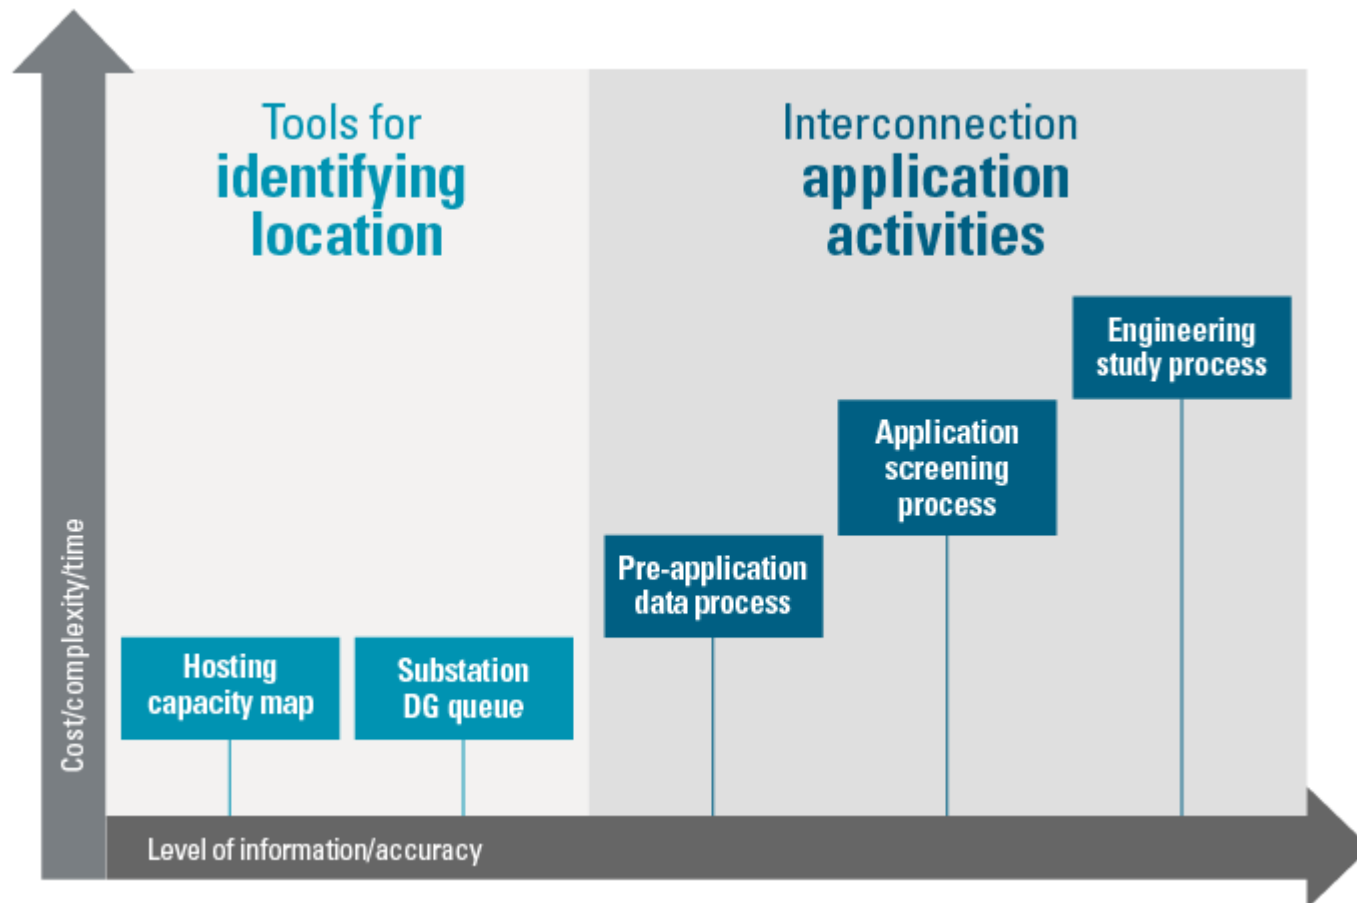 Tools for
identifying
location
Interconnection
application
activities
Engineering
study process
Application
screening
process
Pre-application
data process
Hosting
capacity map
Substation
DG queue
Cost/complexity/time
Level of information/accuracy